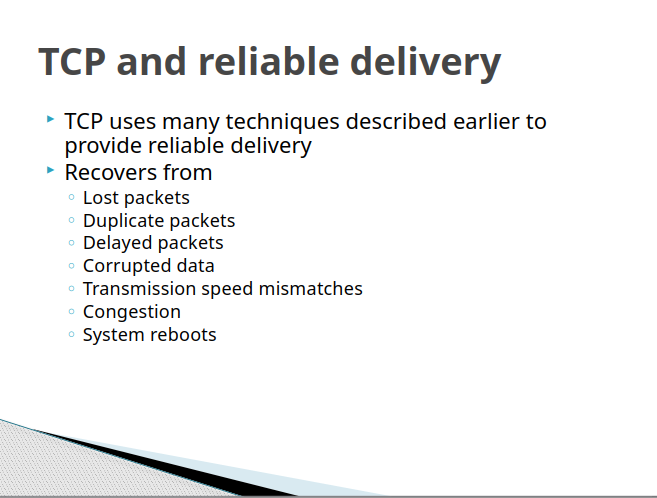 TCP and reliable delivery
TCP uses many techniques described earlier to
provide reliable delivery
Recovers from
Lost packets
Duplicate packets
Delayed packets
Corrupted data
Transmission speed mismatches
Congestion
System reboots